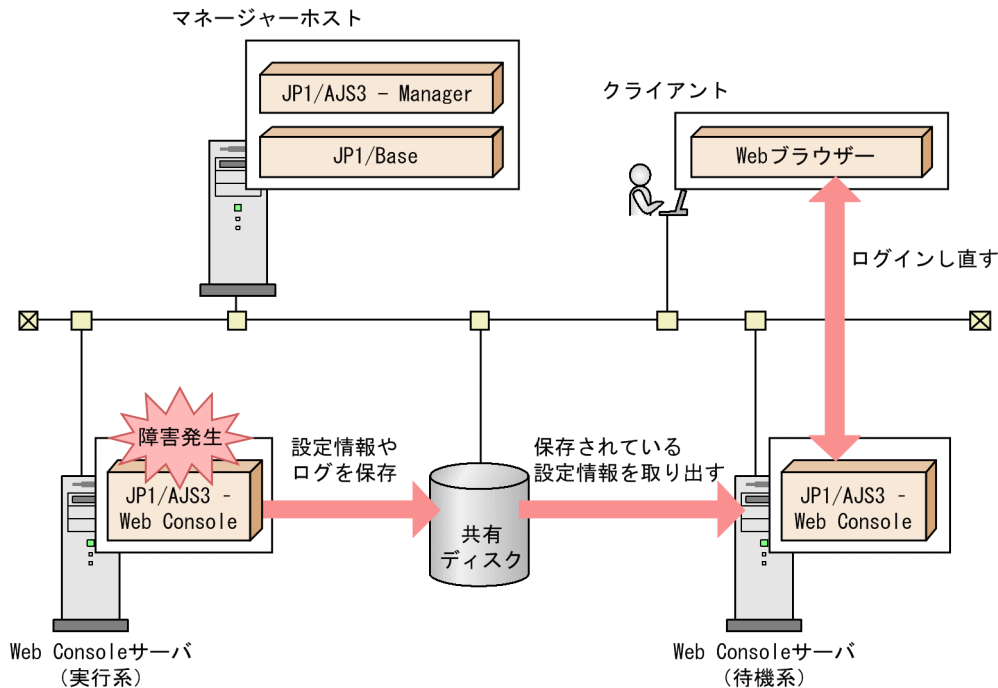 マネージャーホスト
JP1/AJS3 - Manager
JP1/Base
クライアント
Webブラウザー
ログインし直す
障害発生
JP1/AJS3 -
Web Console
設定情報や
ログを保存
共有
ディスク
保存されている
設定情報を取り出す
JP1/AJS3 -
Web Console
Web Consoleサーバ
（実行系）
Web Consoleサーバ
（待機系）